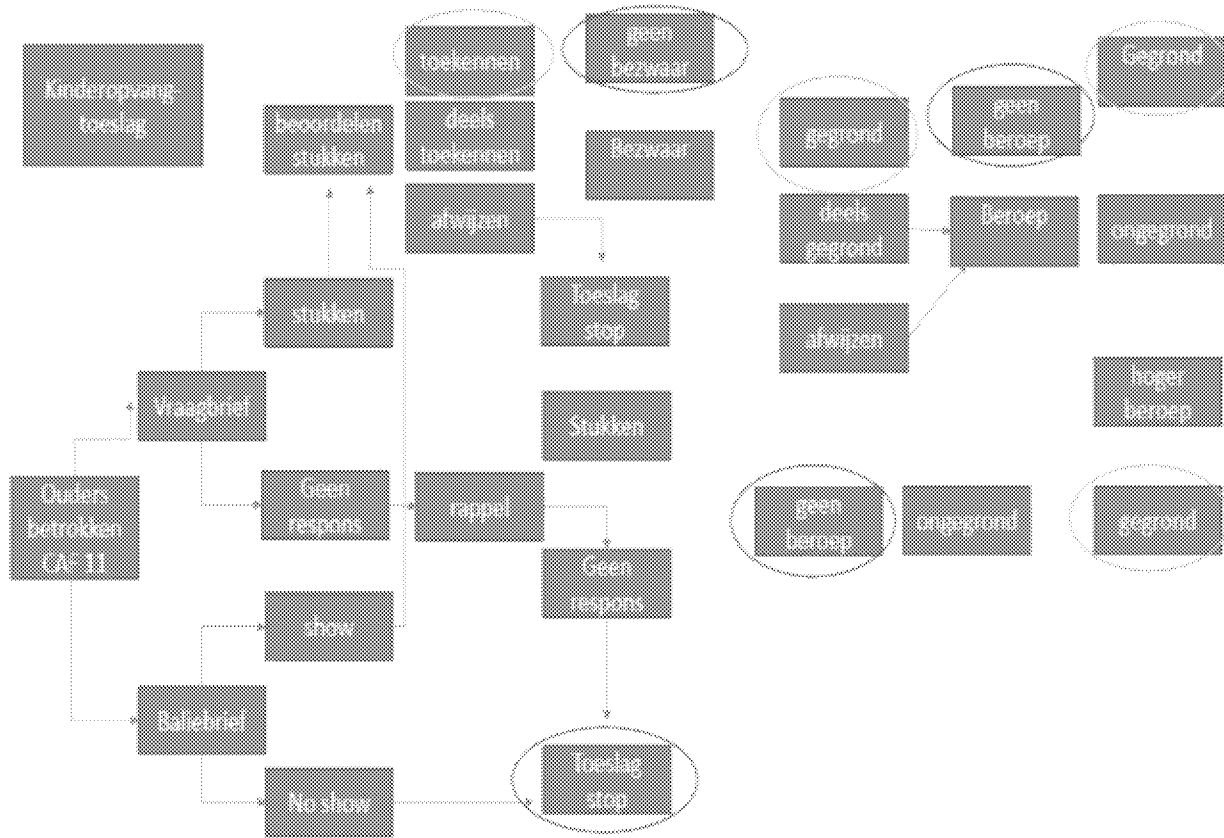 Kinderopvang
toeslag
toekennen
geen
bezwaar
Gegrond
beoordelen
stukken
deels
toekennen
Bezwaar
gegrond
geen
beroep
afwijzen
deels
gegrond
Beroep
ongegrond
stukken
Toeslag
stop
afwijzen
Vraagbrief
Stukken
hoger
beroep
Ouders
betrokken
CAF 11
Geen
respons
rappel
geen
beroep
ongegrond
gegrond
Geen
respons
show
Baliebrief
No show
Toeslag
stop